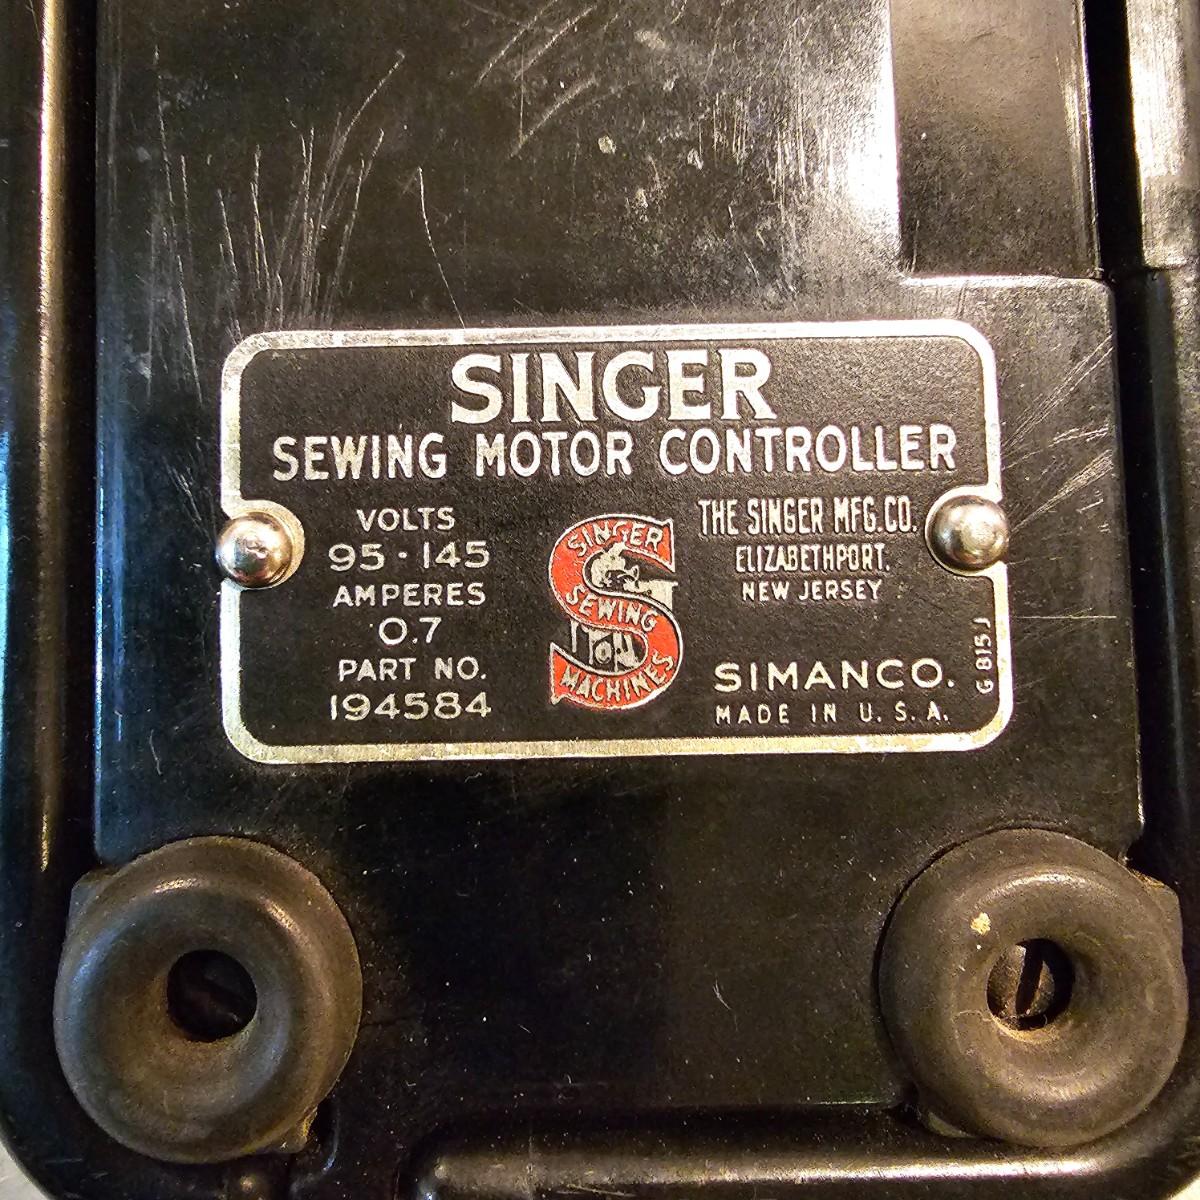 SINGER
SEWING MOTOR CONTROLLER
VOLTS
95 · 145
AMPERES
0.7
PART NO.
194584
SINGER
SEWING
MACHINES
THE SINGER MFG. CO.
ELIZABETHPORT.
NEW JERSEY
SIMANCO.
MADE IN U. S. A.
G 815J